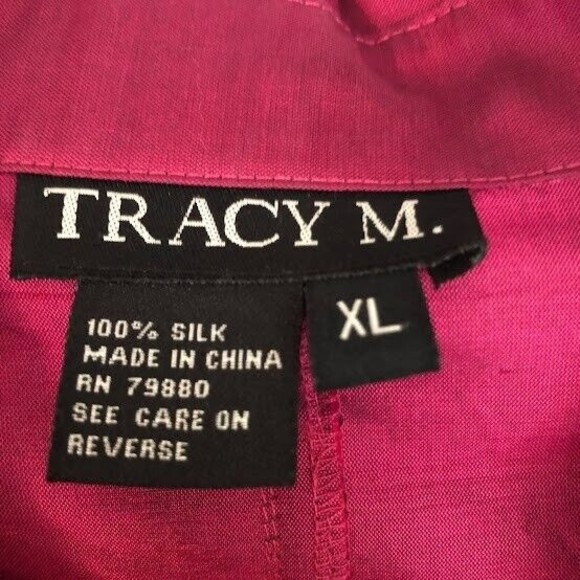 TRACY M.
XL
100% SILK
MADE IN CHINA
RN 79880
SEE CARE ON
REVERSE